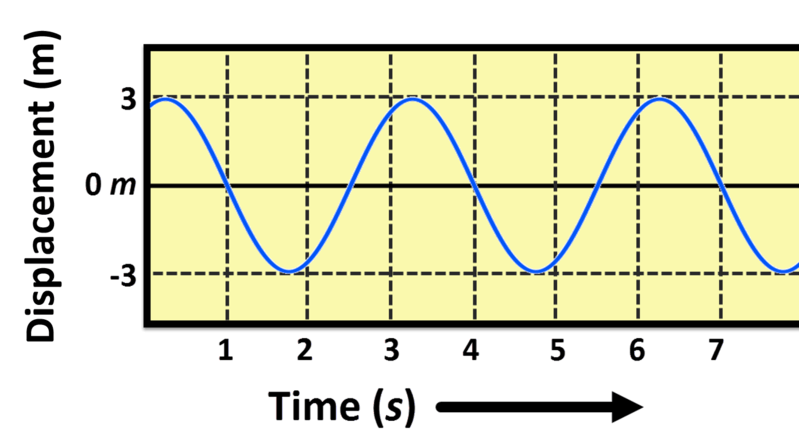 Displacement (m)
3
0 m
-3
1 2 3 4 5 6 7
Time (s)